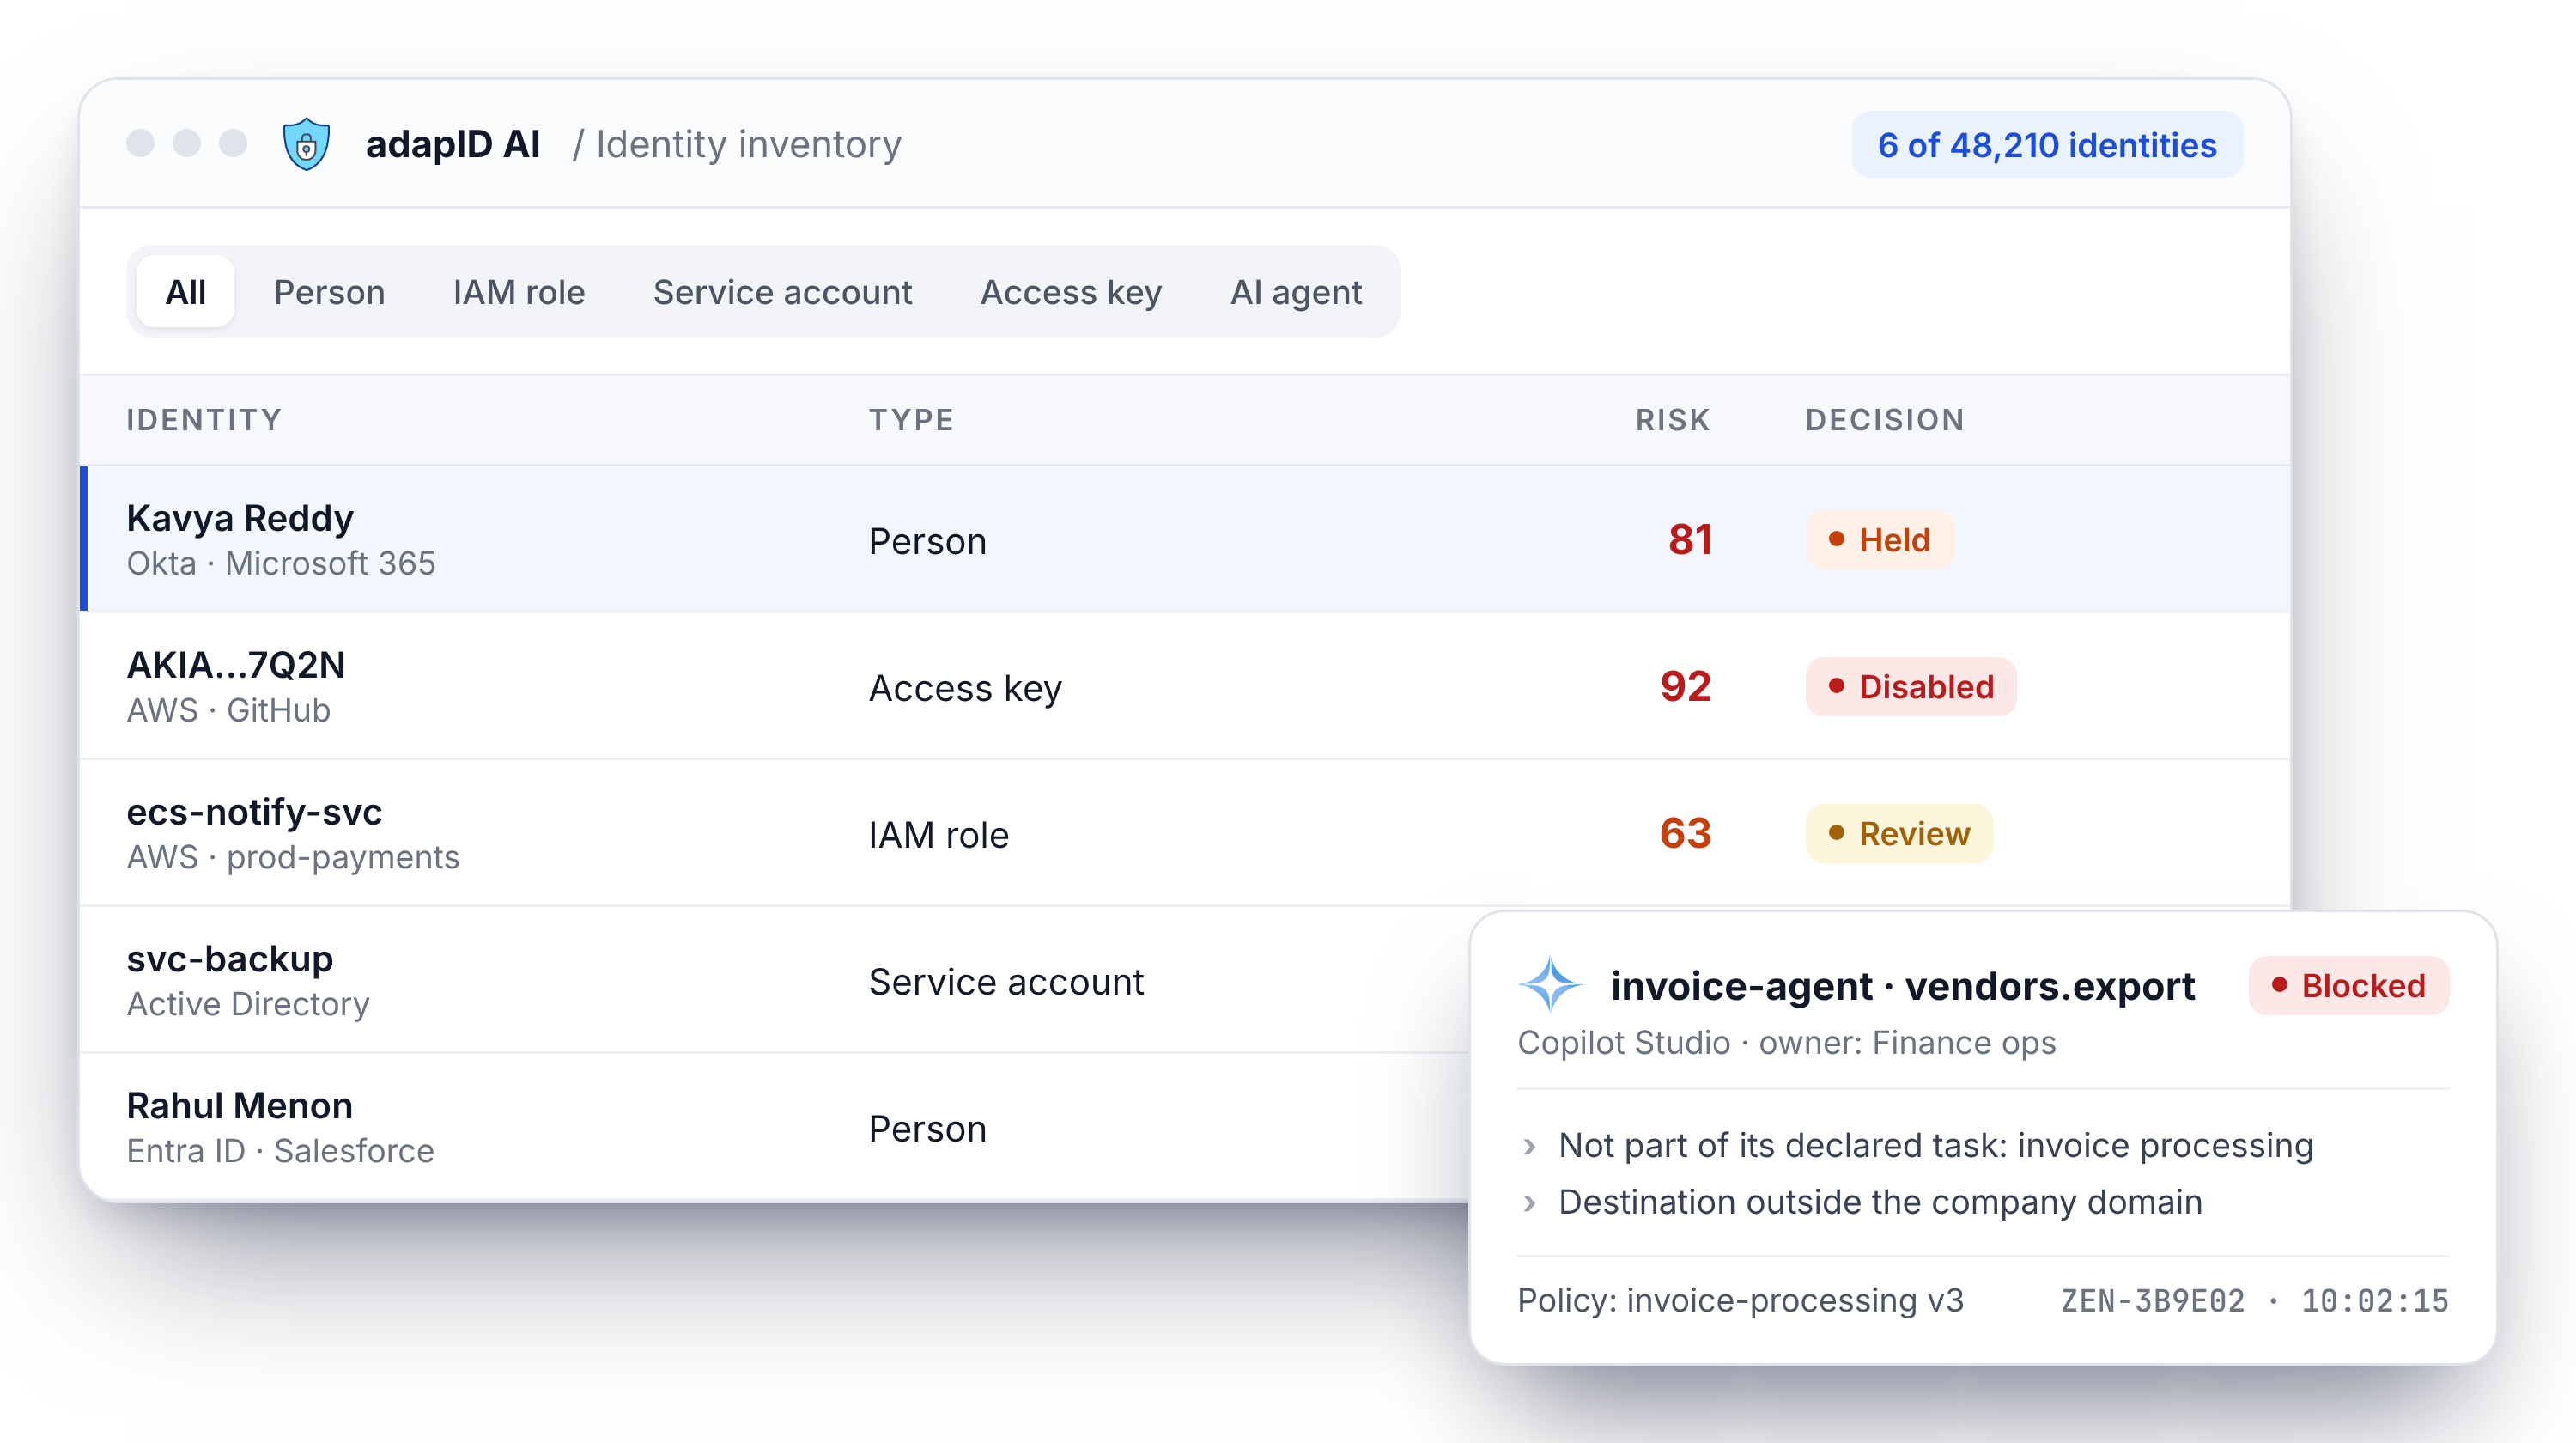 adapID AI / Identity inventory
6 of 48,210 identities
All Person IAM role Service account Access key AI agent
IDENTITY TYPE RISK DECISION
Kavya Reddy
Okta · Microsoft 365
Person 81 Held
AKIA...7Q2N
AWS · GitHub
Access key 92 Disabled
ecs-notify-svc
AWS · prod-payments
IAM role 63 Review
svc-backup
Active Directory
Service account
Rahul Menon
Entra ID · Salesforce
Person
invoice-agent · vendors.export Blocked
Copilot Studio · owner: Finance ops
› Not part of its declared task: invoice processing
› Destination outside the company domain
Policy: invoice-processing v3 ZEN-3B9E02 · 10:02:15